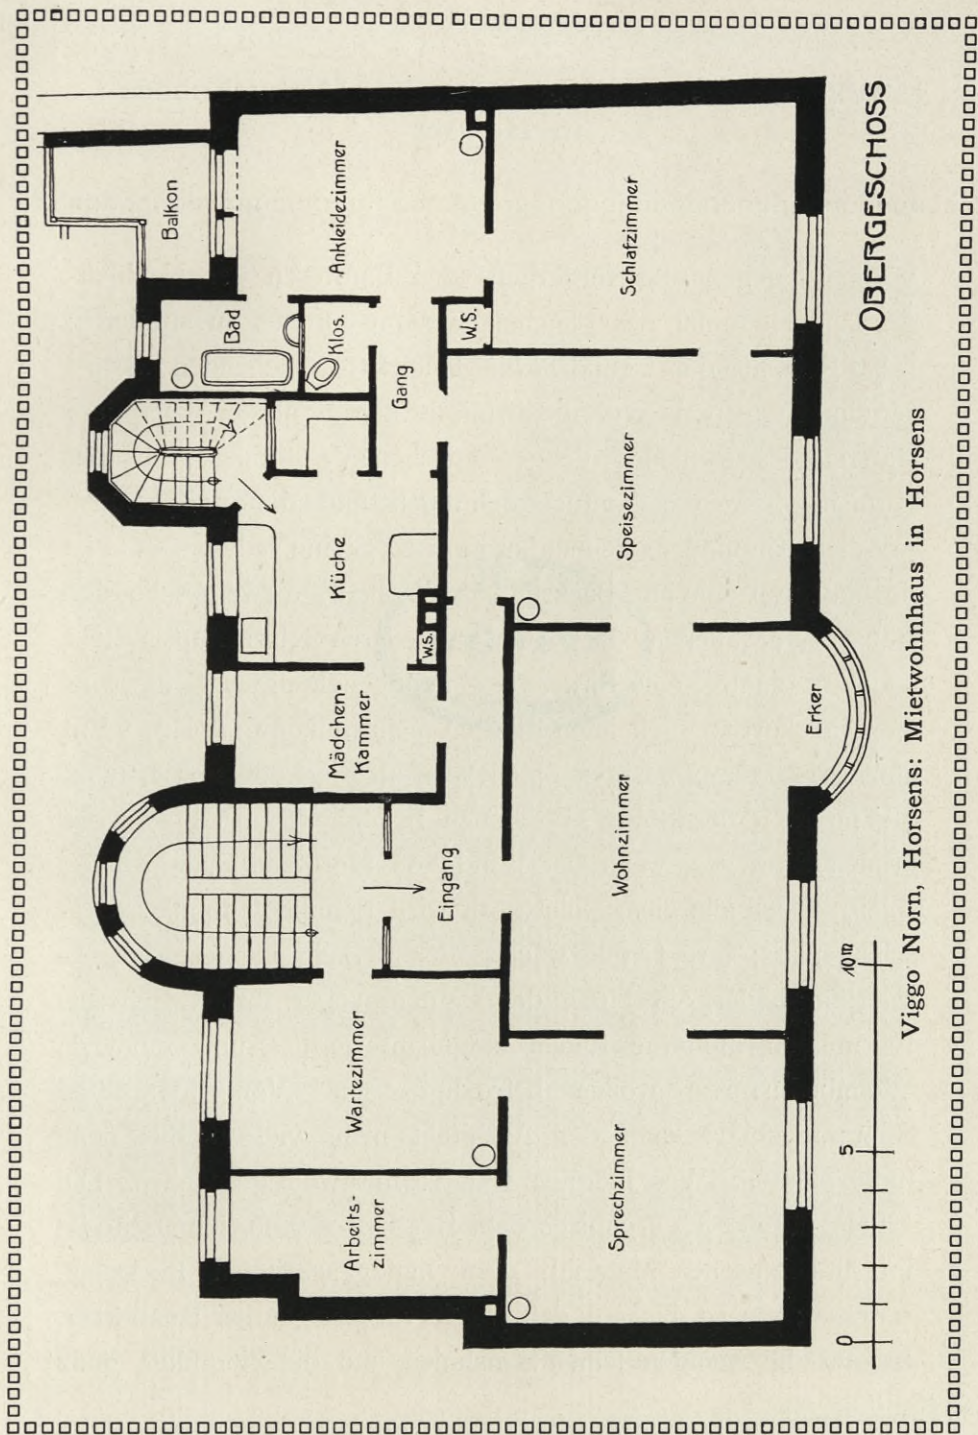 OBERGESCHOSS
Balkon
Ankleidezimmer
Schlafzimmer
Bad
Klos.
W.S.
Gang
Speisezimmer
Küche
W.S.
Mädchen-
Kammer
Erker
Eingang
Wohnzimmer
Wartezimmer
Arbeits-
zimmer
Sprechzimmer
0
5
10 m
Viggo Norn, Horsens: Mietwohnhaus in Horsens